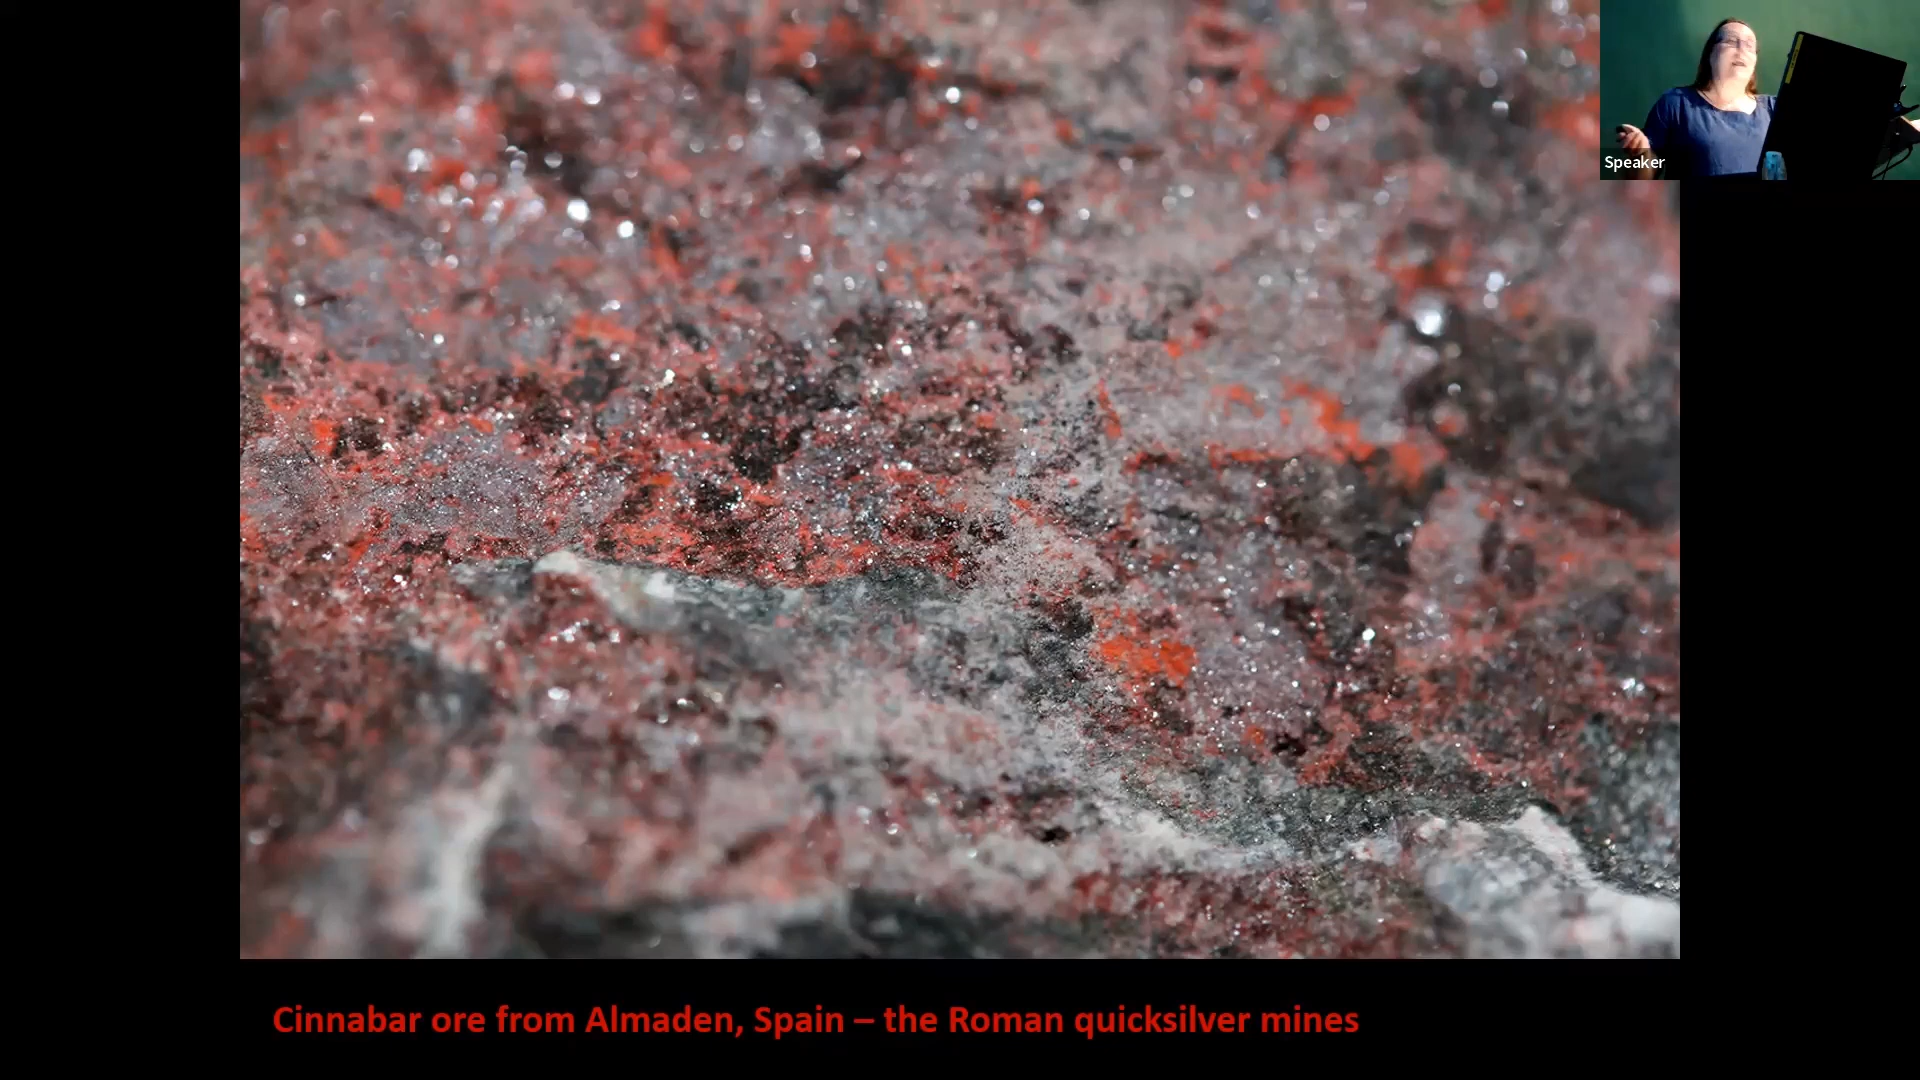 Speaker
Cinnabar ore from Almaden, Spain – the Roman quicksilver mines